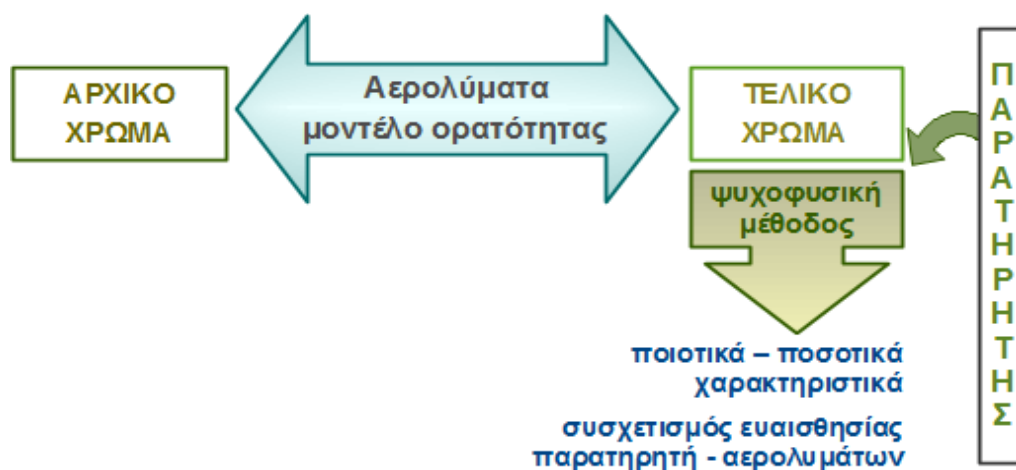 ΑΡΧΙΚΟ
ΧΡΩΜΑ
Αερολύματα
μοντέλο ορατότητας
ΤΕΛΙΚΟ
ΧΡΩΜΑ
ψυχοφυσική
μέθοδος
ποιοτικά – ποσοτικά
χαρακτηριστικά
συσχετισμός ευαισθησίας
παρατηρητή - αερολυμάτων
ΠΑΡΑΤΗΡΗΤΗΣ